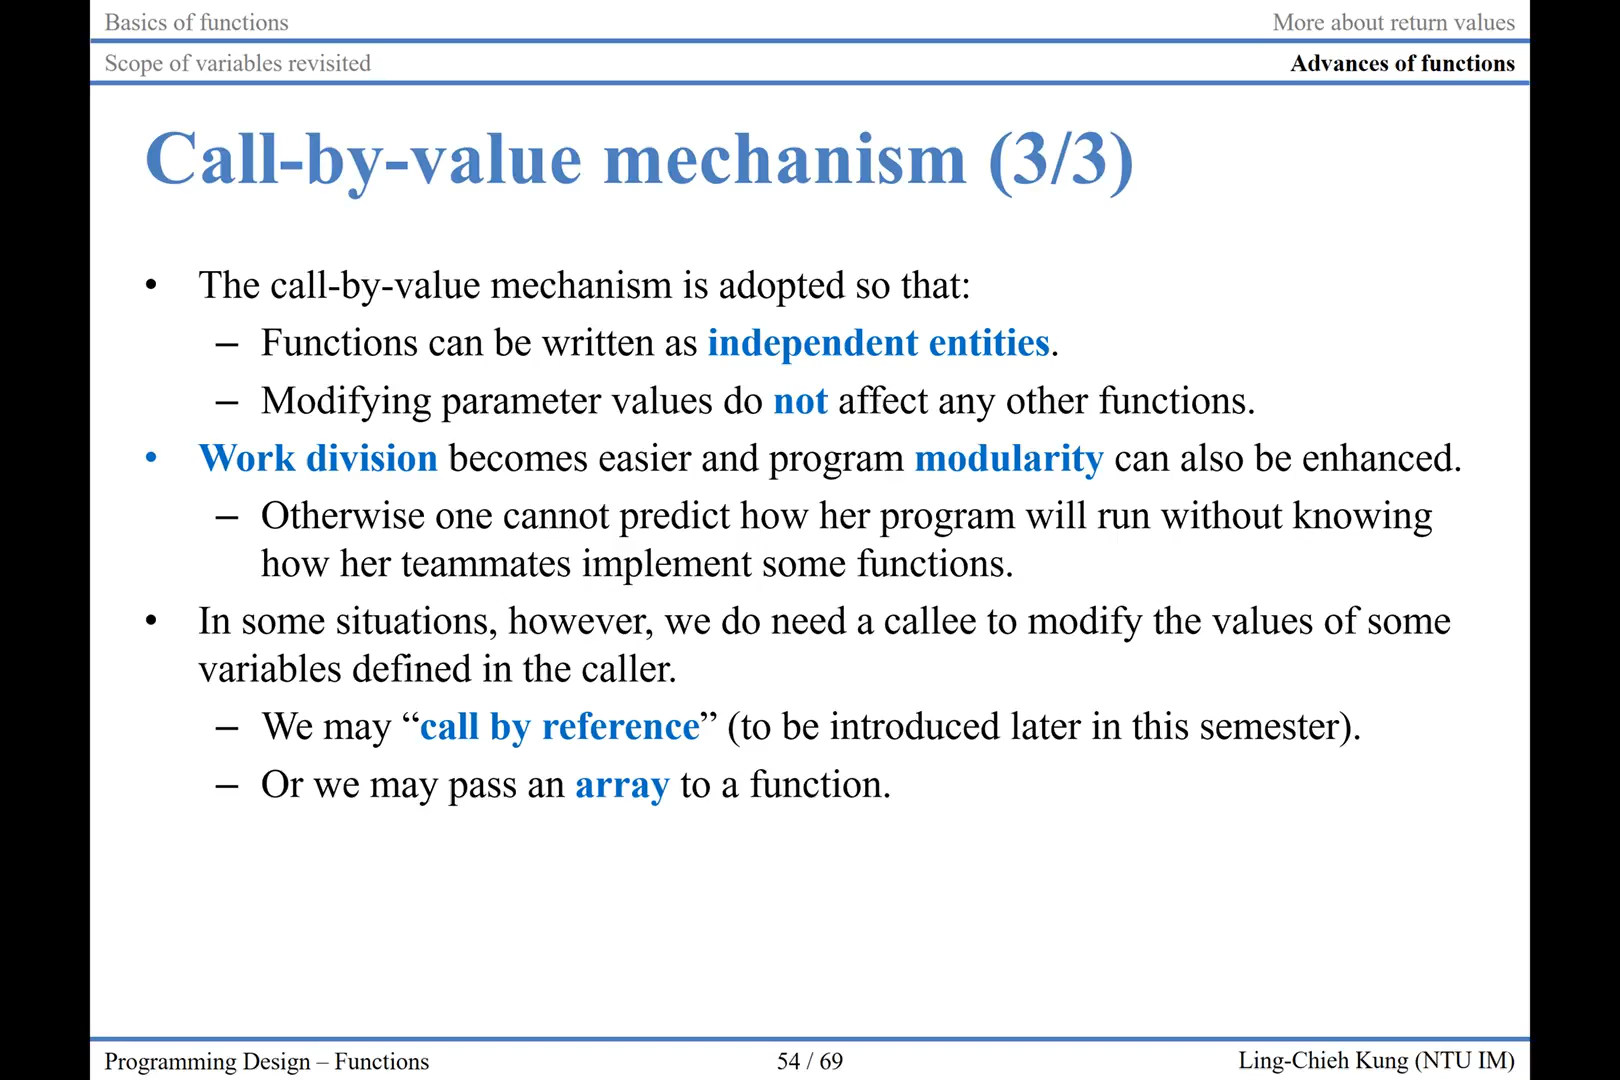 Basics of functions
More about return values
Scope of variables revisited
Advances of functions
Call-by-value mechanism (3/3)
• The call-by-value mechanism is adopted so that:
– Functions can be written as independent entities.
– Modifying parameter values do not affect any other functions.
• Work division becomes easier and program modularity can also be enhanced.
– Otherwise one cannot predict how her program will run without knowing
how her teammates implement some functions.
• In some situations, however, we do need a callee to modify the values of some
variables defined in the caller.
– We may “call by reference” (to be introduced later in this semester).
– Or we may pass an array to a function.
Programming Design – Functions
54 / 69
Ling-Chieh Kung (NTU IM)